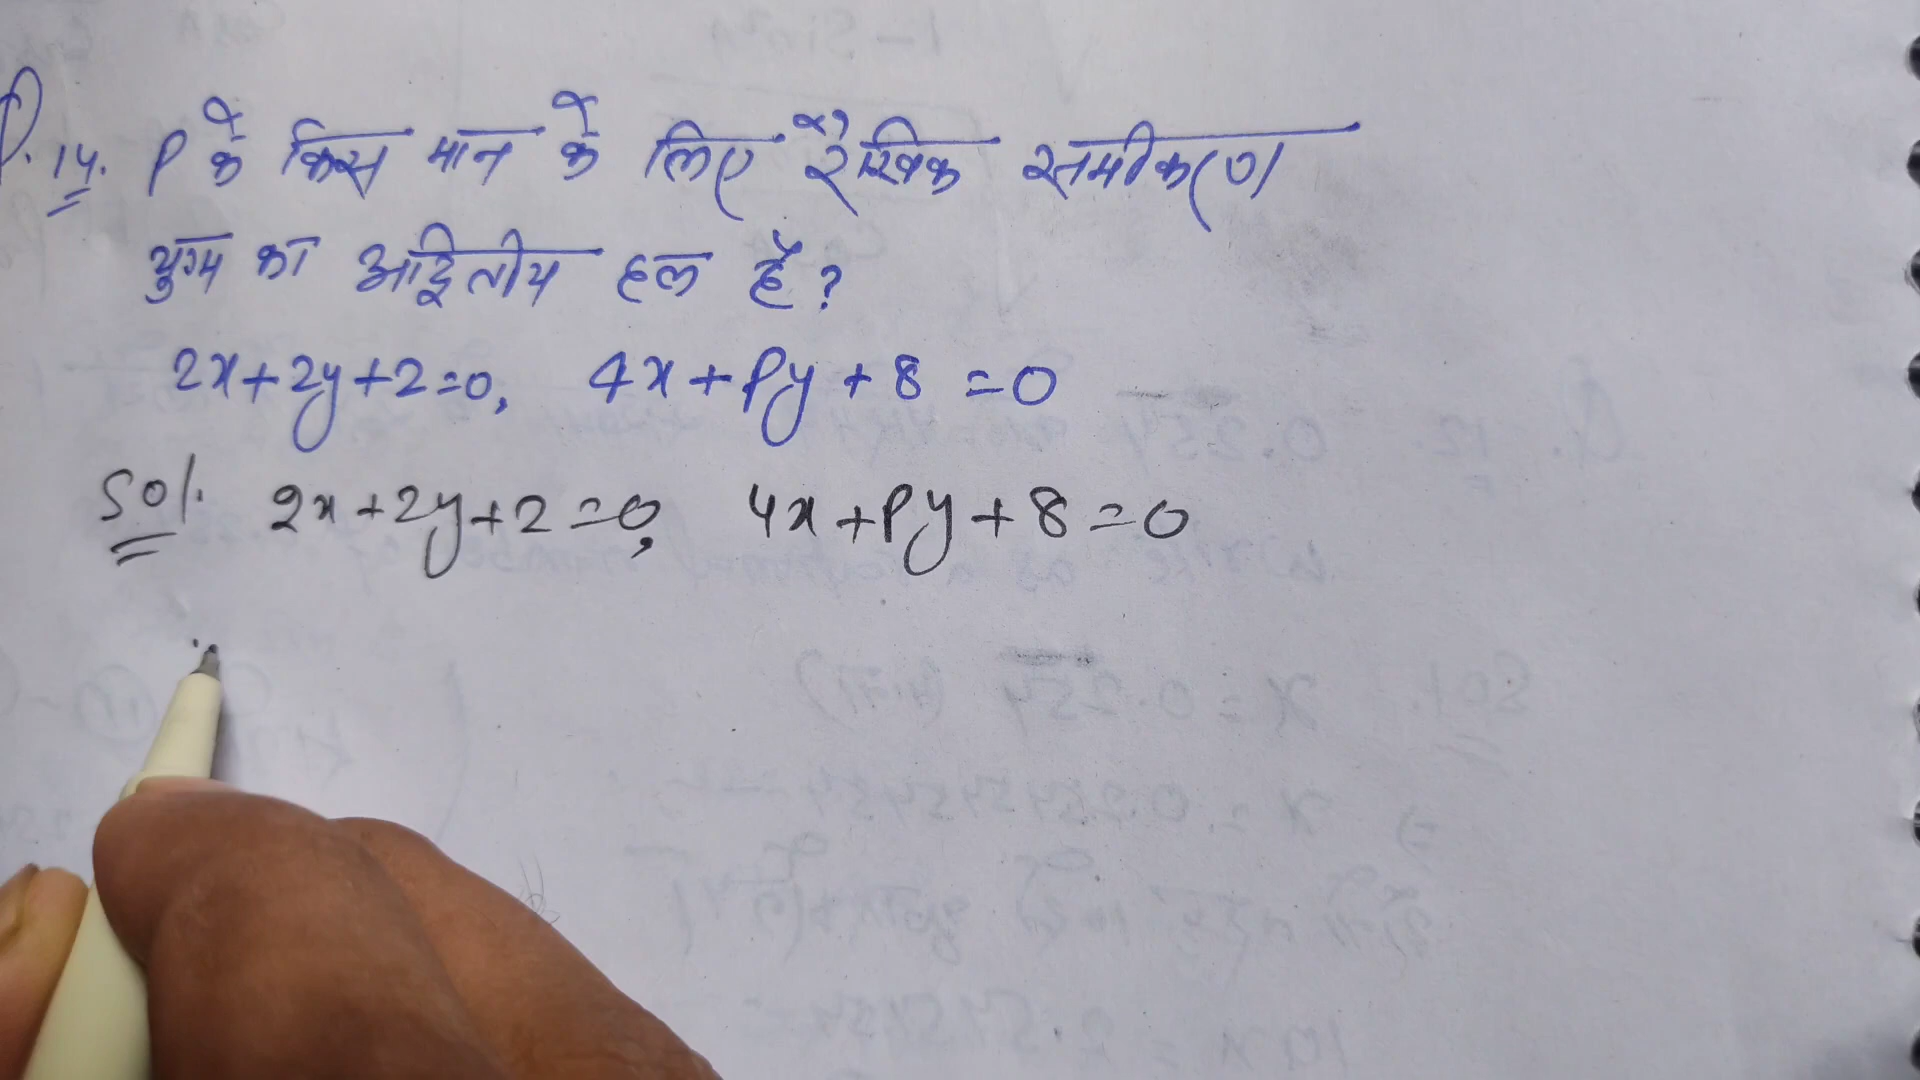 P. 14. P के किस मान के लिए रैखिक समीकरण
युग्म का अद्वितीय हल है?
2x+2y+2=0, 4x+Py+8=0
Sol. 2x+2y+2=0, 4x+Py+8=0